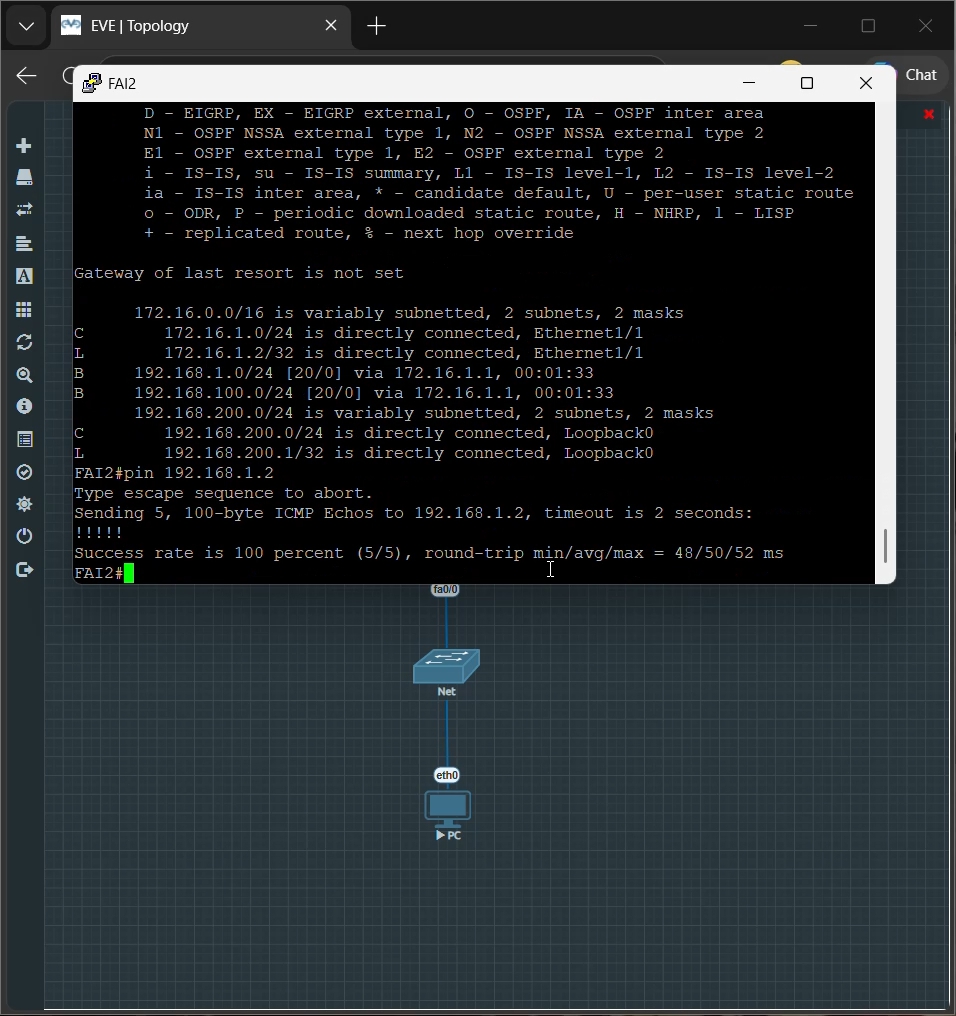 EVE | Topology
Chat
FAI2
D - EIGRP, EX - EIGRP external, O - OSPF, IA - OSPF inter area
N1 - OSPF NSSA external type 1, N2 - OSPF NSSA external type 2
E1 - OSPF external type 1, E2 - OSPF external type 2
i - IS-IS, su - IS-IS summary, L1 - IS-IS level-1, L2 - IS-IS level-2
ia - IS-IS inter area, * - candidate default, U - per-user static route
o - ODR, P - periodic downloaded static route, H - NHRP, l - LISP
+ - replicated route, % - next hop override
Gateway of last resort is not set
172.16.0.0/16 is variably subnetted, 2 subnets, 2 masks
C 172.16.1.0/24 is directly connected, Ethernet1/1
L 172.16.1.2/32 is directly connected, Ethernet1/1
B 192.168.1.0/24 [20/0] via 172.16.1.1, 00:01:33
B 192.168.100.0/24 [20/0] via 172.16.1.1, 00:01:33
192.168.200.0/24 is variably subnetted, 2 subnets, 2 masks
C 192.168.200.0/24 is directly connected, Loopback0
L 192.168.200.1/32 is directly connected, Loopback0
FAI2#pin 192.168.1.2
Type escape sequence to abort.
Sending 5, 100-byte ICMP Echos to 192.168.1.2, timeout is 2 seconds:
!!!!!
Success rate is 100 percent (5/5), round-trip min/avg/max = 48/50/52 ms
FAI2#
fa0/0
Net
eth0
PC